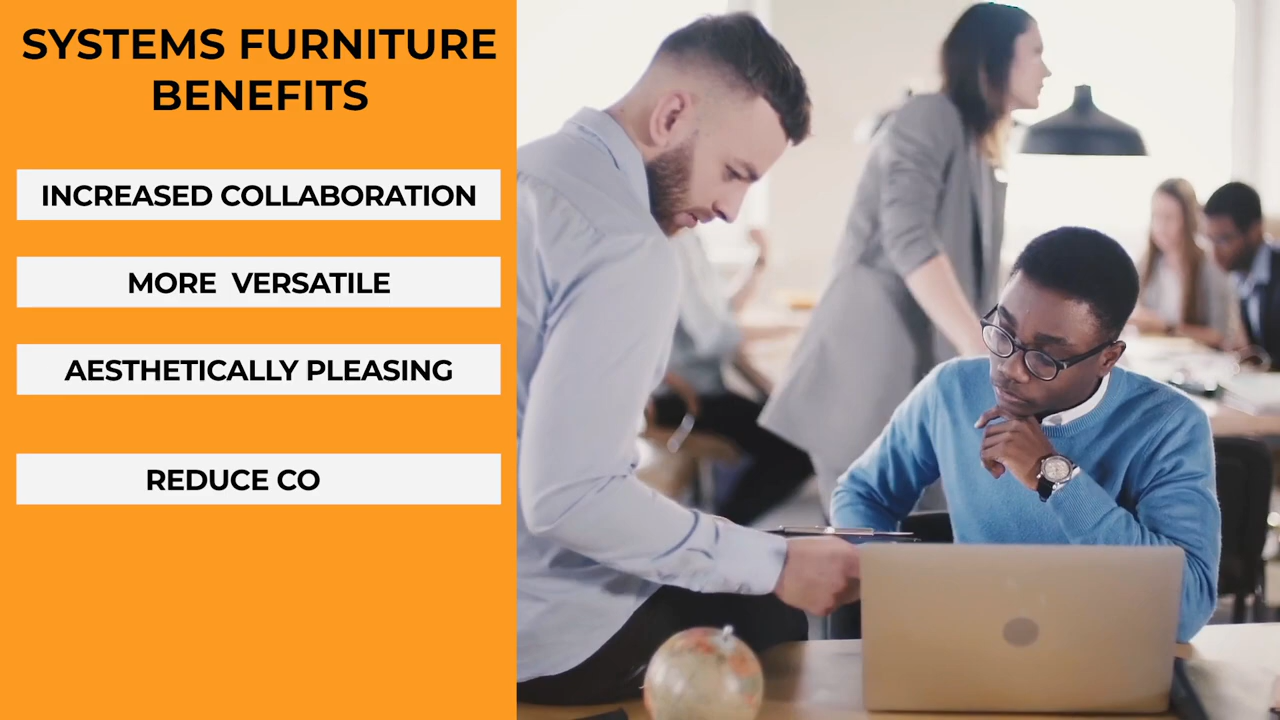 SYSTEMS FURNITURE
BENEFITS
INCREASED COLLABORATION
MORE VERSATILE
AESTHETICALLY PLEASING
REDUCE CO